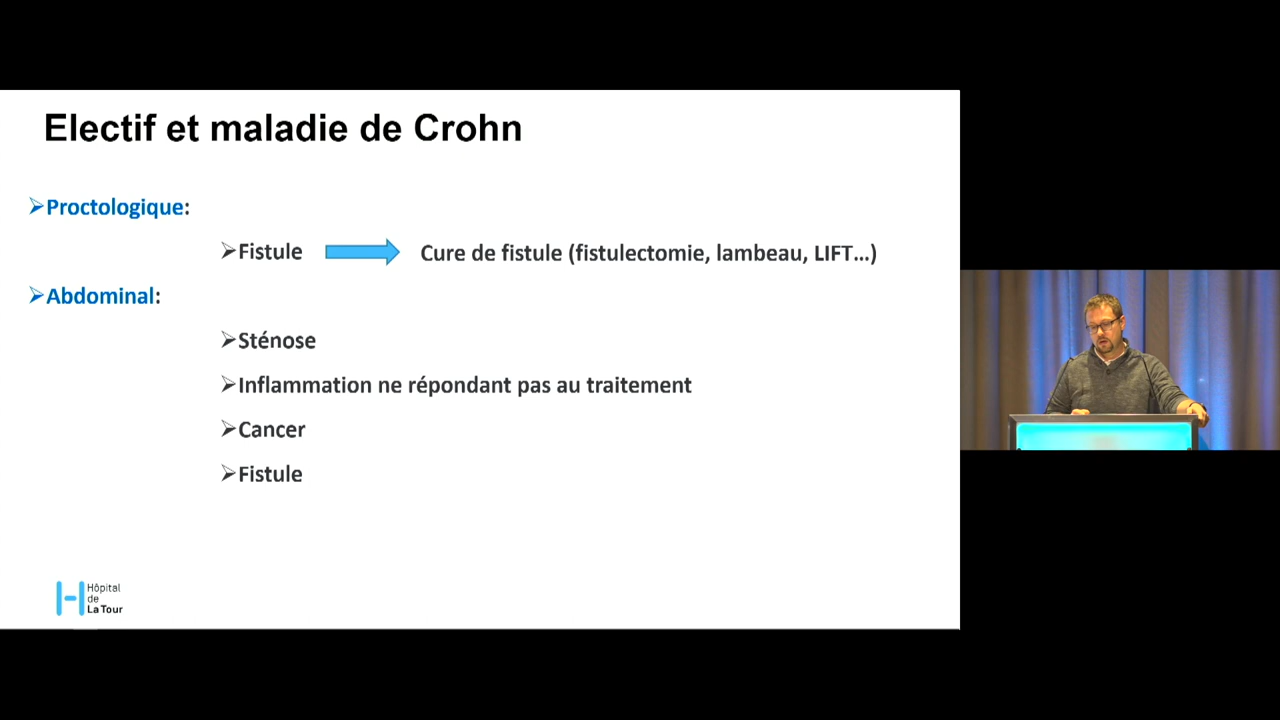 Electif et maladie de Crohn
➢Proctologique:
➢Fistule
Cure de fistule (fistulectomie, lambeau, LIFT…)
➢Abdominal:
➢Sténose
➢Inflammation ne répondant pas au traitement
➢Cancer
➢Fistule
Hôpital
de
La Tour